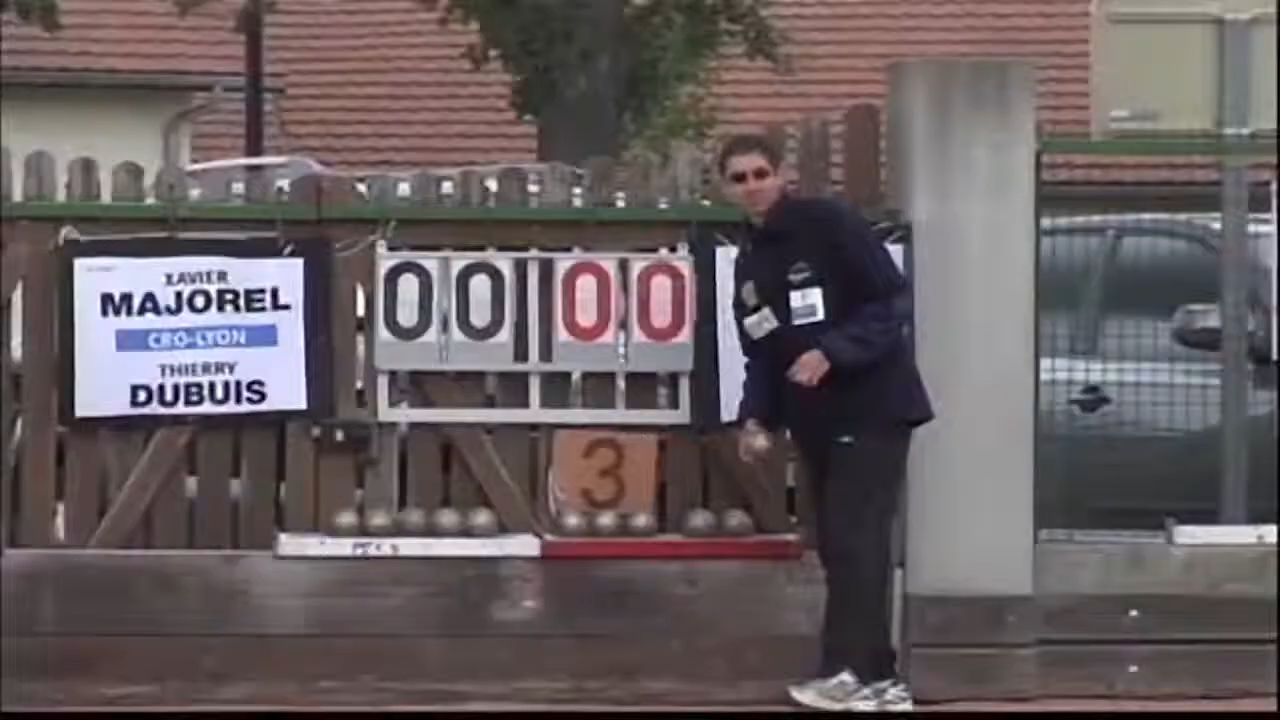 XAVIER
MAJOREL
CRO-LYON
THIERRY
DUBUIS
00 00
3